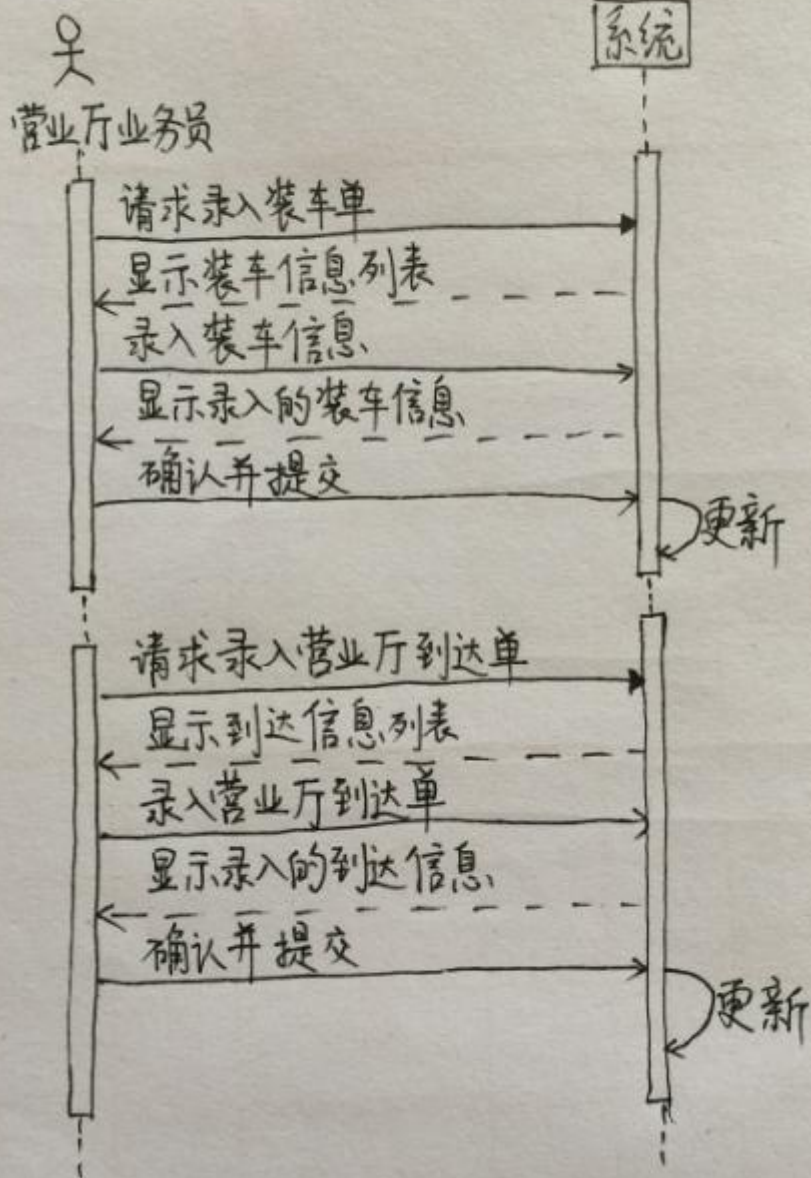 系统
营业厅业务员
请求录入装车单
显示装车信息列表
录入装车信息
显示录入的装车信息
确认并提交
更新
请求录入营业厅到达单
显示到达信息列表
录入营业厅到达单
显示录入的到达信息
确认并提交
更新